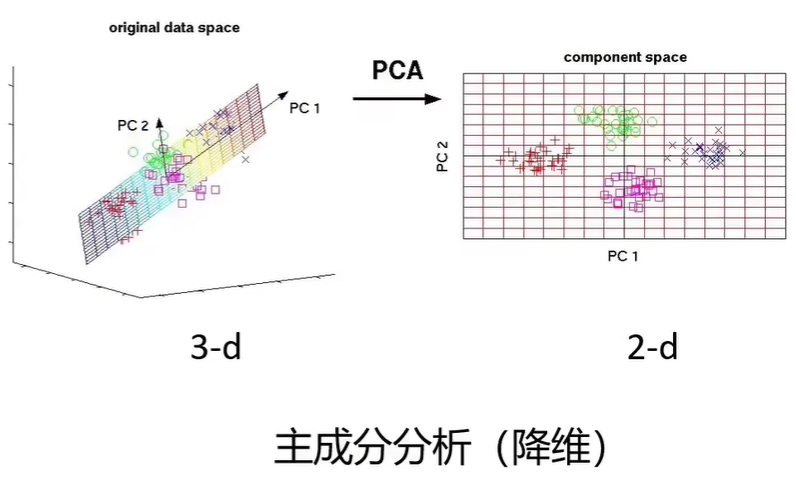 original data space
PC 1
PC 2
PCA
component space
PC 2
PC 1
3-d
2-d
主成分分析（降维）